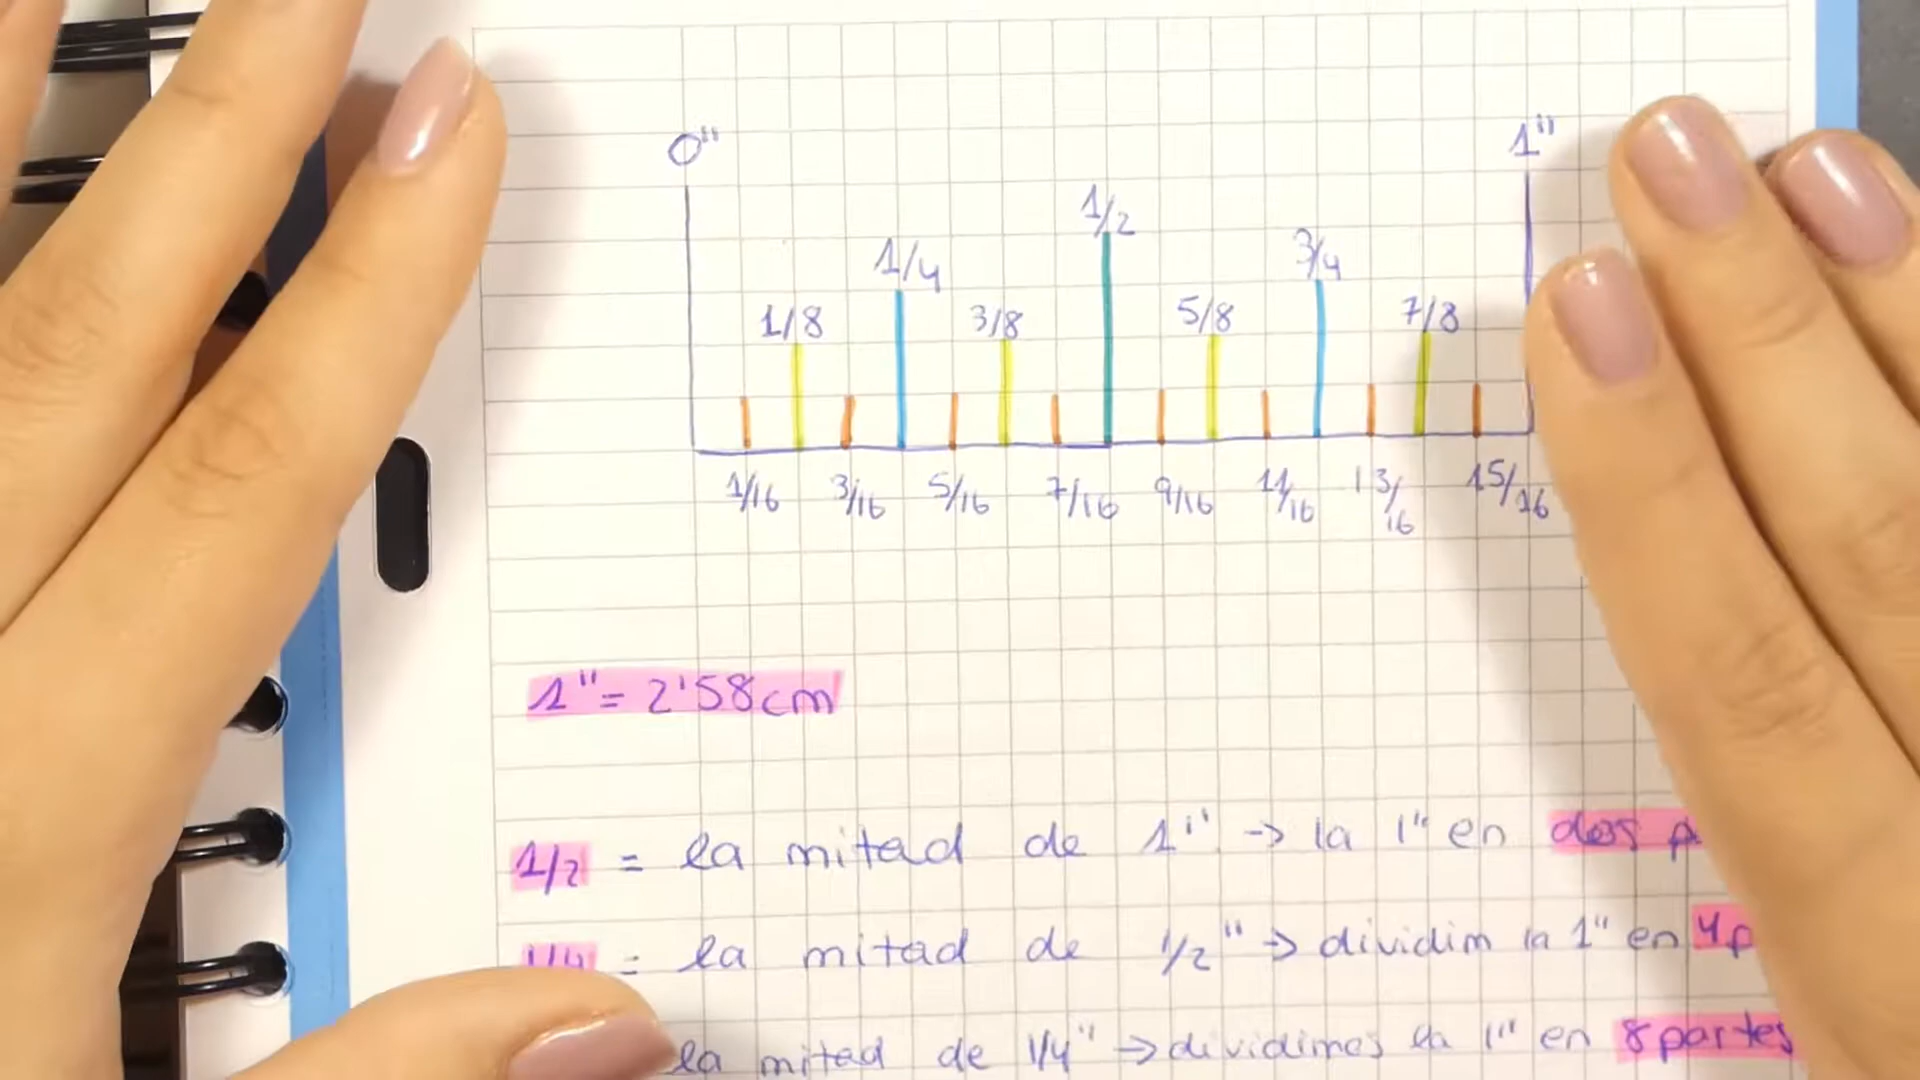 0" 1"
1/2
1/4 3/4
1/8 3/8 5/8 7/8
1/16 3/16 5/16 7/16 9/16 11/16 13/16 15/16
1" = 2'58cm
1/2 = la mitad de 1" → la 1" en dos p
1/4 = la mitad de 1/2" → dividim la 1" en 4 p
la mitad de 1/4" → dividimos la 1" en 8 partes